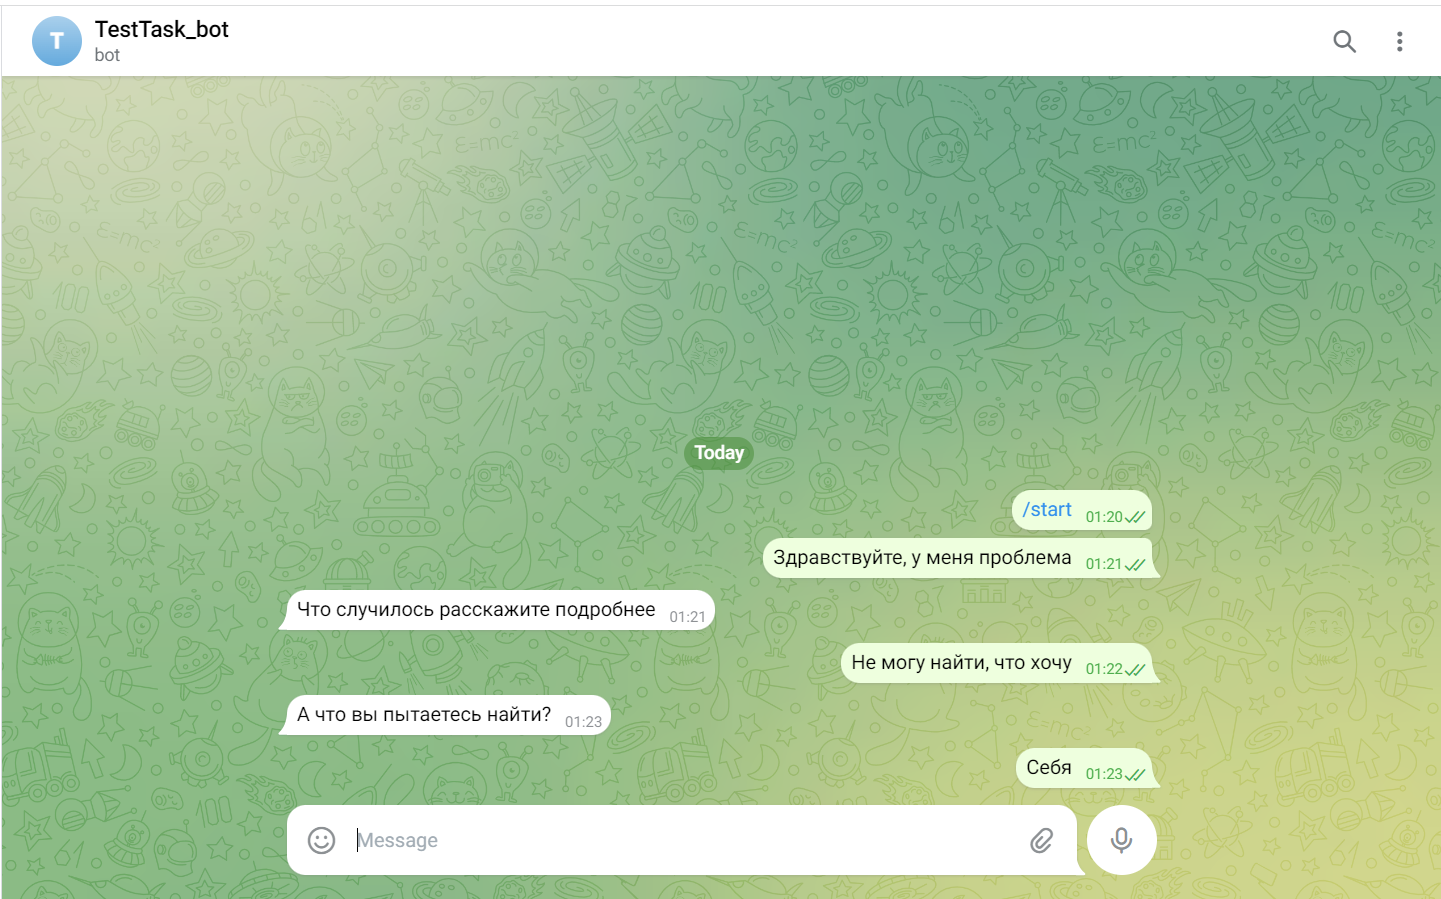 T
TestTask_bot
bot
Today
/start 01:20
Здравствуйте, у меня проблема 01:21
Что случилось расскажите подробнее 01:21
Не могу найти, что хочу 01:22
А что вы пытаетесь найти? 01:23
Себя 01:23
Message